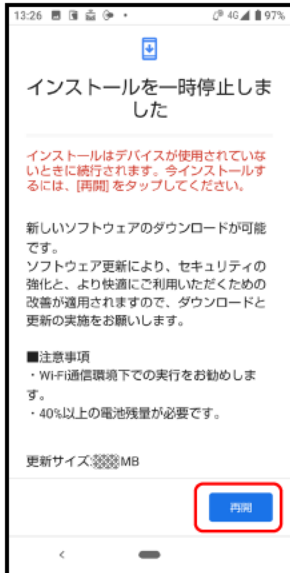 13:26
4G 97%
インストールを一時停止しま
した
インストールはデバイスが使用されていな
いときに続行されます。今インストールす
るには、[再開] をタップしてください。
新しいソフトウェアのダウンロードが可能
です。
ソフトウェア更新により、セキュリティの
強化と、より快適にご利用いただくための
改善が適用されますので、ダウンロードと
更新の実施をお願いします。
■注意事項
・Wi-Fi通信環境下での実行をお勧めしま
す。
・40%以上の電池残量が必要です。
更新サイズ:MB
再開